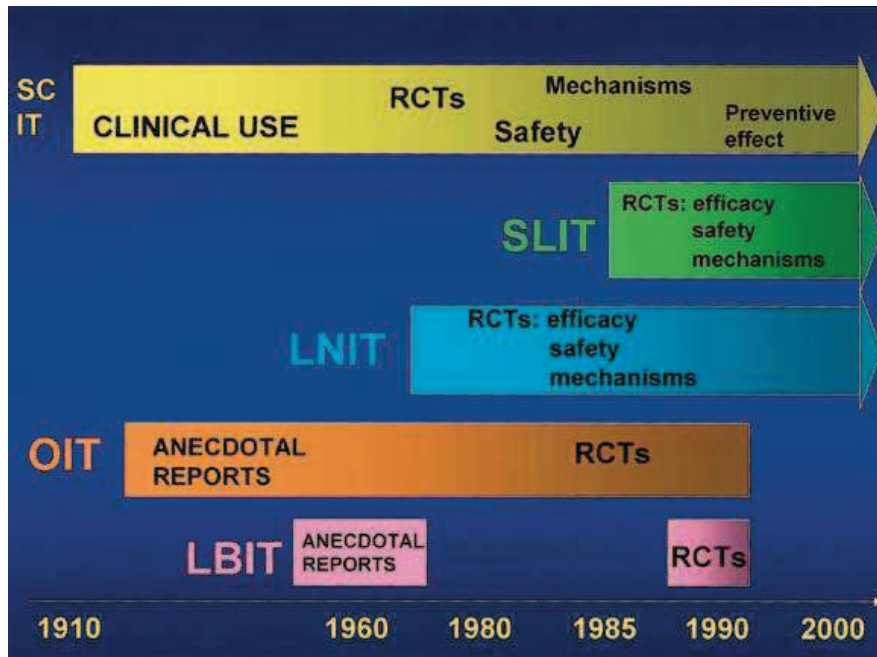 SC
IT
CLINICAL USE
RCTs
Mechanisms
Safety
Preventive
effect
SLIT
RCTs: efficacy
safety
mechanisms
LNIT
RCTs: efficacy
safety
mechanisms
OIT
ANECDOTAL
REPORTS
RCTs
LBIT
ANECDOTAL
REPORTS
RCTs
1910 1960 1980 1985 1990 2000